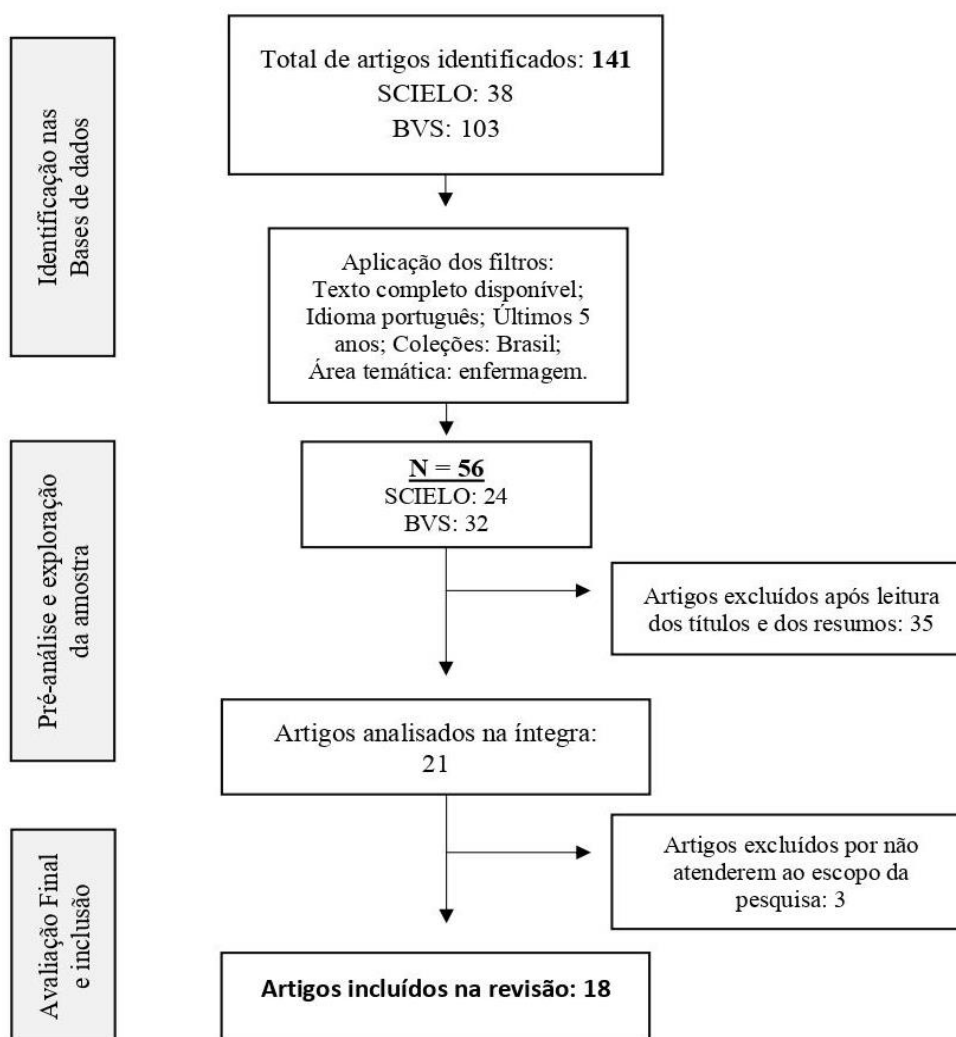 Identificação nas
Bases de dados
Total de artigos identificados: 141
SCIELO: 38
BVS: 103
Aplicação dos filtros:
Texto completo disponível;
Idioma português; Últimos 5
anos; Coleções: Brasil;
Área temática: enfermagem.
Pré-análise e exploração
da amostra
N = 56
SCIELO: 24
BVS: 32
Artigos excluídos após leitura
dos títulos e dos resumos: 35
Artigos analisados na íntegra:
21
Avaliação Final
e inclusão
Artigos excluídos por não
atenderem ao escopo da
pesquisa: 3
Artigos incluídos na revisão: 18